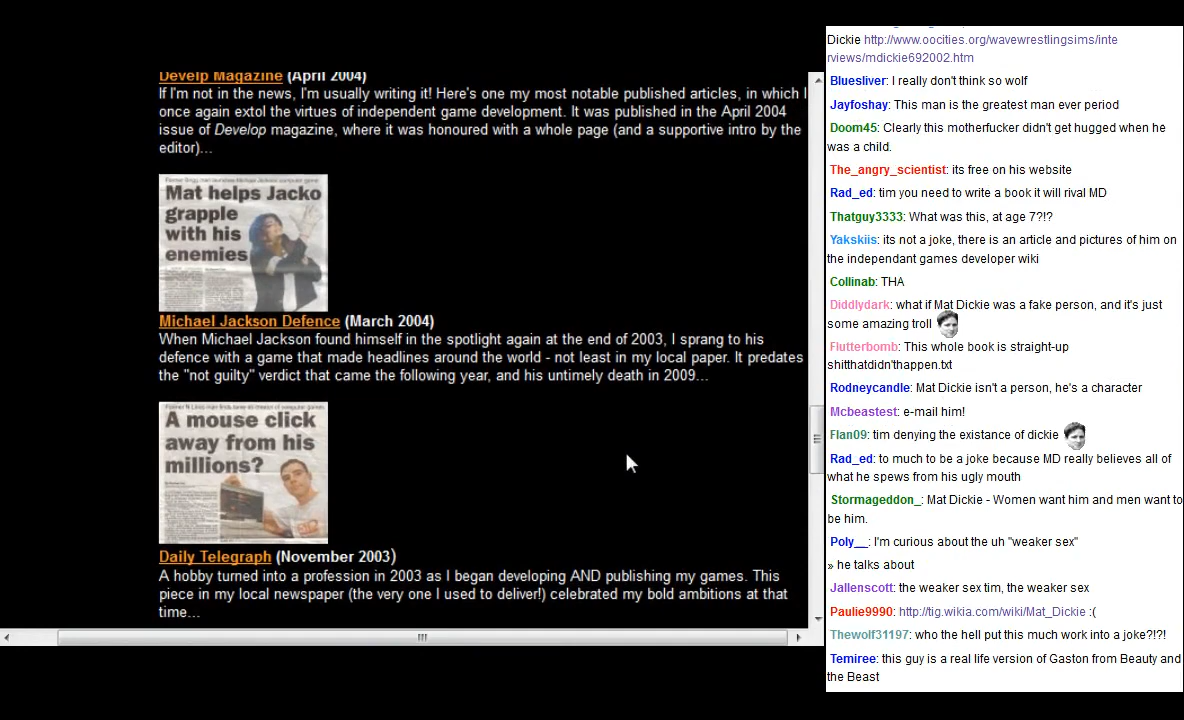 Develp Magazine (April 2004)
If I'm not in the news, I'm usually writing it! Here's one my most notable published articles, in which I
once again extol the virtues of independent game development. It was published in the April 2004
issue of Develop magazine, where it was honoured with a whole page (and a supportive intro by the
editor)...
Mat helps Jacko
grapple
with his
enemies
Michael Jackson Defence (March 2004)
When Michael Jackson found himself in the spotlight again at the end of 2003, I sprang to his
defence with a game that made headlines around the world - not least in my local paper. It predates
the "not guilty" verdict that came the following year, and his untimely death in 2009...
A mouse click
away from his
millions?
Daily Telegraph (November 2003)
A hobby turned into a profession in 2003 as I began developing AND publishing my games. This
piece in my local newspaper (the very one I used to deliver!) celebrated my bold ambitions at that
time...
Dickie http://www.oocities.org/wavewrestlingsims/inte
rviews/mdickie692002.htm
Bluesliver: I really don't think so wolf
Jayfoshay: This man is the greatest man ever period
Doom45: Clearly this motherfucker didn't get hugged when he
was a child.
The_angry_scientist: its free on his website
Rad_ed: tim you need to write a book it will rival MD
Thatguy3333: What was this, at age 7?!?
Yakskiis: its not a joke, there is an article and pictures of him on
the independant games developer wiki
Collinab: THA
Diddlydark: what if Mat Dickie was a fake person, and it's just
some amazing troll
Flutterbomb: This whole book is straight-up
shitthatdidn'thappen.txt
Rodneycandle: Mat Dickie isn't a person, he's a character
Mcbeastest: e-mail him!
Flan09: tim denying the existance of dickie
Rad_ed: to much to be a joke because MD really believes all of
what he spews from his ugly mouth
Stormageddon_: Mat Dickie - Women want him and men want to
be him.
Poly__: I'm curious about the uh "weaker sex"
» he talks about
Jallenscott: the weaker sex tim, the weaker sex
Paulie9990: http://tig.wikia.com/wiki/Mat_Dickie :(
Thewolf31197: who the hell put this much work into a joke?!?!
Temiree: this guy is a real life version of Gaston from Beauty and
the Beast